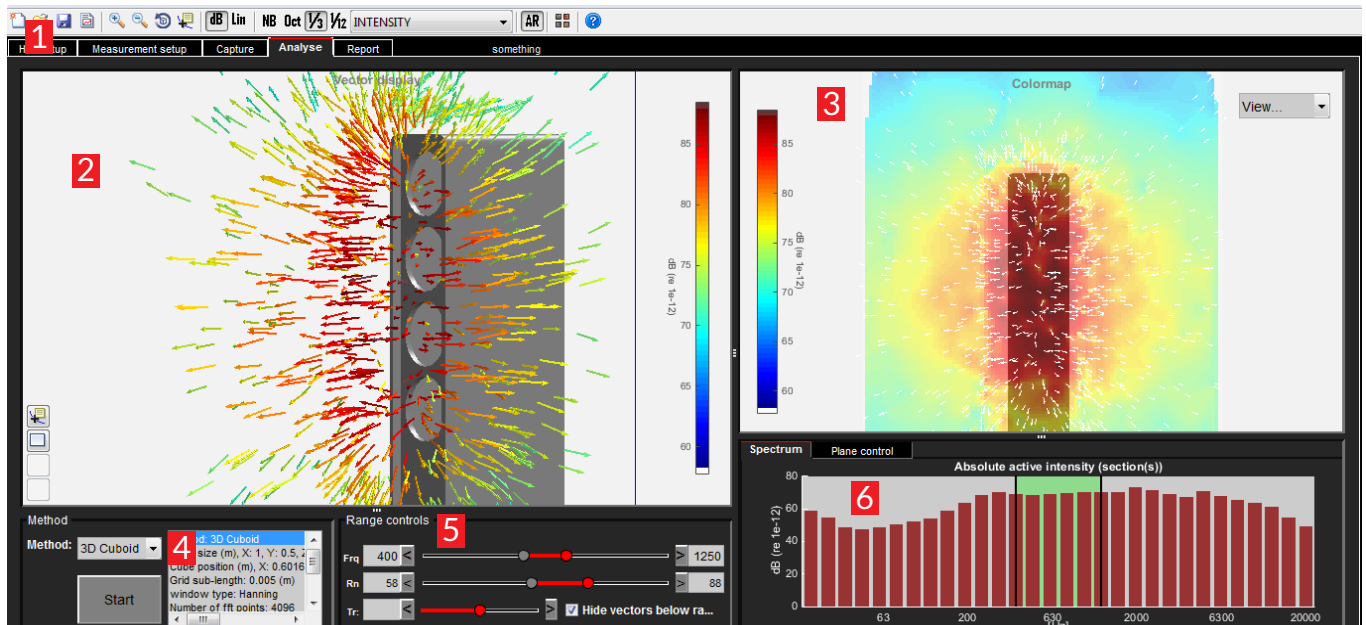 dB Lin NB Oct 1/3 1/12 INTENSITY AR
1
Measurement setup Capture Analyse Report something
Vector display
2
85
80
75
70
65
60
dB (re 1e-12)
Colormap
3
View...
85
80
75
70
65
60
dB (re 1e-12)
Method
Method: 3D Cuboid
Start
4
3D Cuboid
size (m), X: 1, Y: 0.5,
Cube position (m), X: 0.6016
Grid sub-length: 0.005 (m)
window type: Hanning
Number of fft points: 4096
Range controls
5
Frq 400 < > 1250
Rn 58 < > 88
Tr: < > Hide vectors below ra...
Spectrum Plane control
Absolute active intensity (section(s))
6
80
60
40
20
0
dB (re 1e-12)
63 200 630 2000 6300 20000